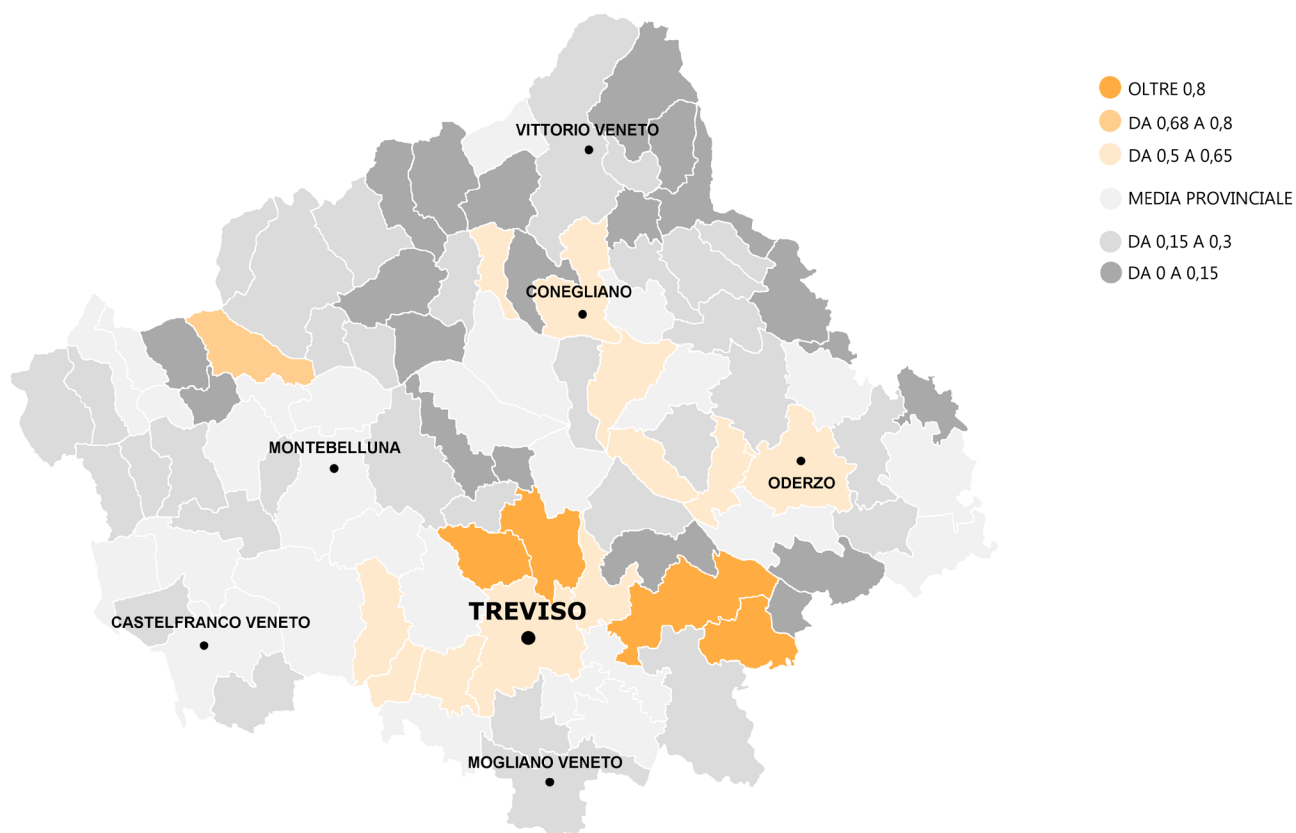 OLTRE 0,8
DA 0,68 A 0,8
DA 0,5 A 0,65
MEDIA PROVINCIALE
DA 0,15 A 0,3
DA 0 A 0,15
VITTORIO VENETO
CONEGLIANO
MONTEBELLUNA
ODERZO
TREVISO
CASTELFRANCO VENETO
MOGLIANO VENETO